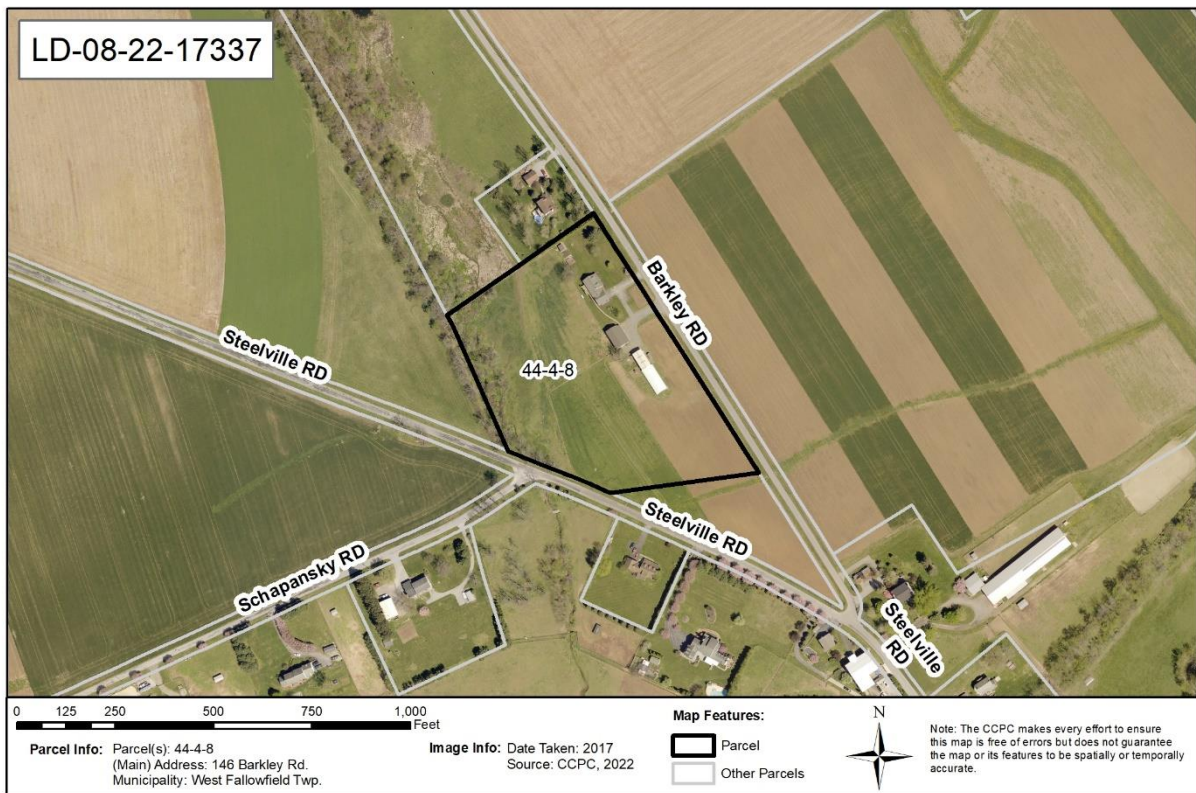 LD-08-22-17337
Barkley RD
Steelville RD
44-4-8
Steelville RD
Schapansky RD
Steelville
RD
0 125 250 500 750 1,000
Feet
Parcel Info: Parcel(s): 44-4-8
(Main) Address: 146 Barkley Rd.
Municipality: West Fallowfield Twp.
Image Info: Date Taken: 2017
Source: CCPC, 2022
Map Features:
Parcel
Other Parcels
N
Note: The CCPC makes every effort to ensure
this map is free of errors but does not guarantee
the map or its features to be spatially or temporally
accurate.